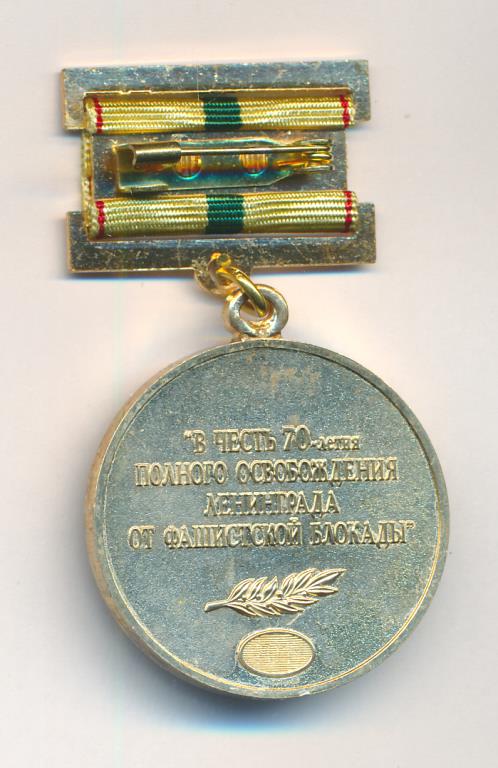 "В ЧЕСТЬ 70-летия
ПОЛНОГО ОСВОБОЖДЕНИЯ
ЛЕНИНГРАДА
ОТ ФАШИСТСКОЙ БЛОКАДЫ"